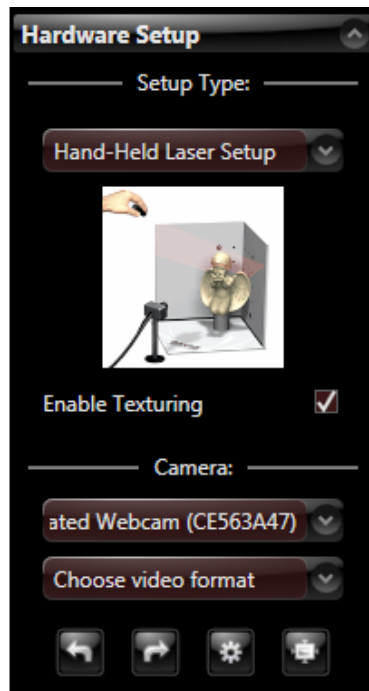 Hardware Setup
Setup Type:
Hand-Held Laser Setup
Enable Texturing
Camera:
ated Webcam (CE563A47)
Choose video format